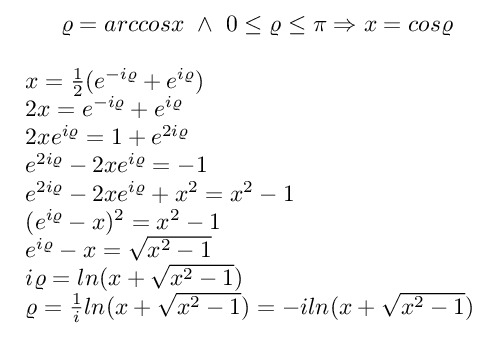 ϱ = arccosx ∧ 0 ≤ ϱ ≤ π ⇒ x = cosϱ
x = ½(e^{−iϱ} + e^{iϱ})
2x = e^{−iϱ} + e^{iϱ}
2xe^{iϱ} = 1 + e^{2iϱ}
e^{2iϱ} − 2xe^{iϱ} = −1
e^{2iϱ} − 2xe^{iϱ} + x² = x² − 1
(e^{iϱ} − x)² = x² − 1
e^{iϱ} − x = √(x² − 1)
iϱ = ln(x + √(x² − 1))
ϱ = 1/i ln(x + √(x² − 1)) = −iln(x + √(x² − 1))